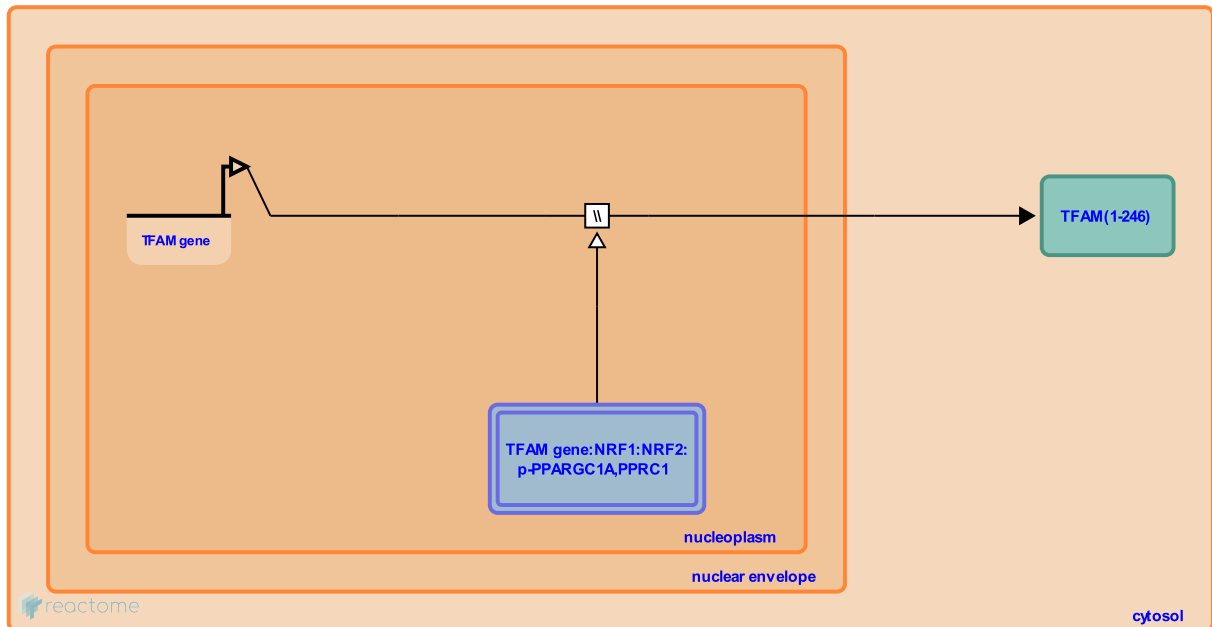 \\
TFAM(1-246)
TFAM gene
TFAM gene:NRF1:NRF2:
p-PPARGC1A,PPRC1
nucleoplasm
nuclear envelope
reactome
cytosol